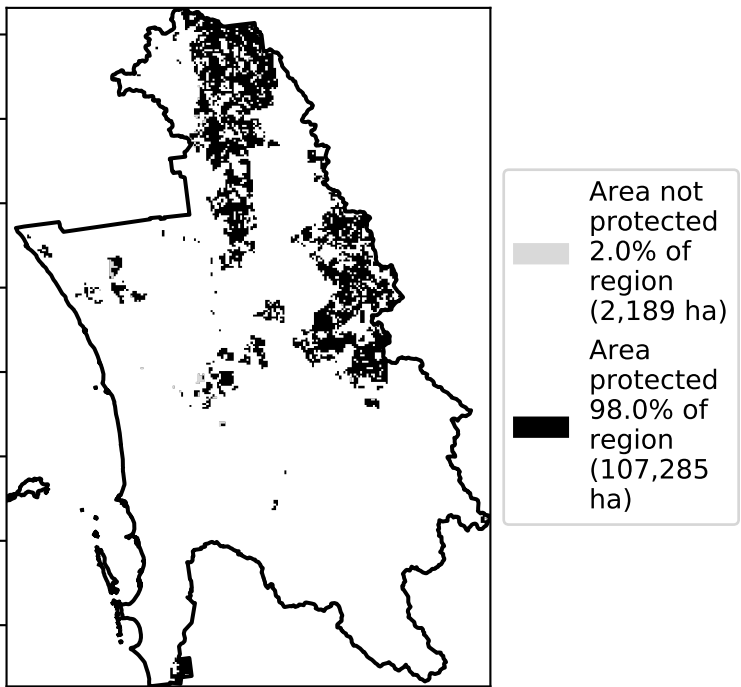 Area not
protected
2.0% of
region
(2,189 ha)
Area
protected
98.0% of
region
(107,285
ha)